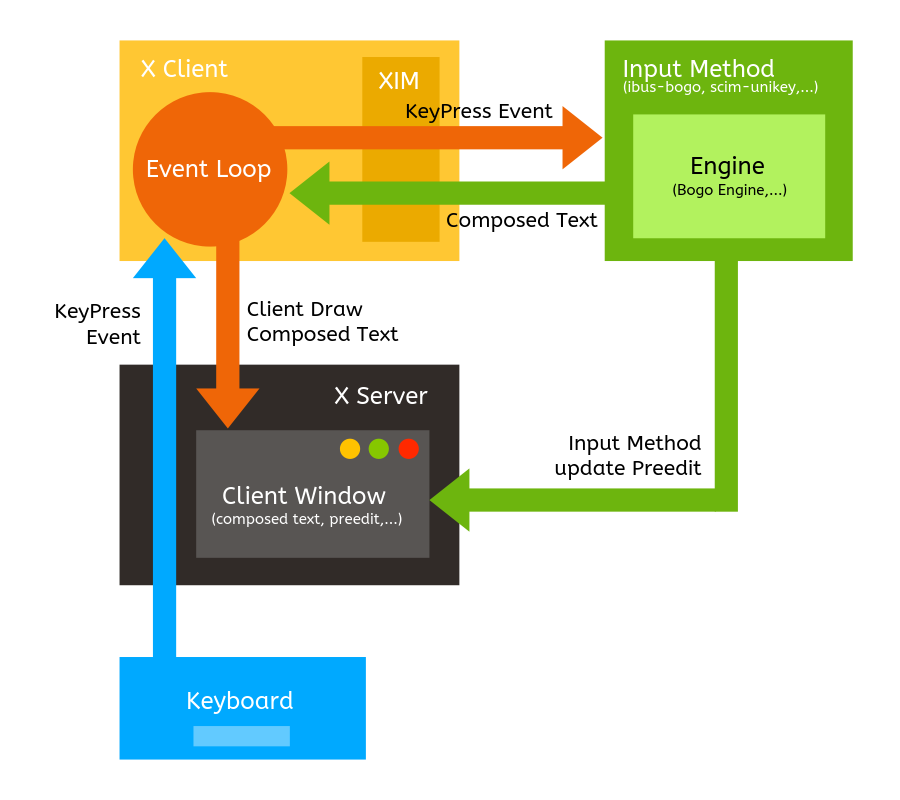 X Client
XIM
Input Method
(ibus-bogo, scim-unikey,...)
KeyPress Event
Event Loop
Engine
(Bogo Engine,...)
Composed Text
KeyPress
Event
Client Draw
Composed Text
X Server
Input Method
update Preedit
Client Window
(composed text, preedit,...)
Keyboard